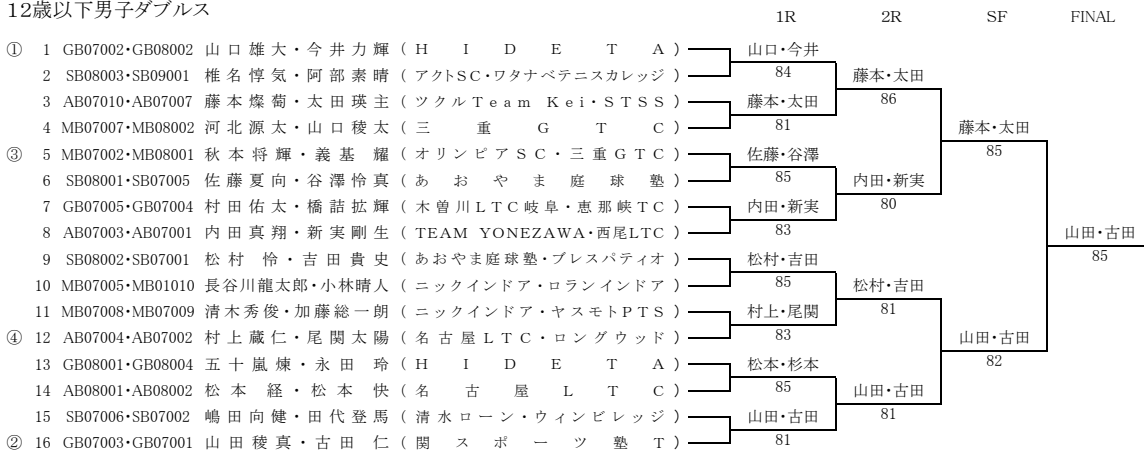 12歳以下男子ダブルス
1R 2R SF FINAL
① 1 GB07002・GB08002 山口雄大・今井力輝 (HIDETA)
2 SB08003・SB09001 椎名惇気・阿部素晴 (アクトSC・ワタナベテニスカレッジ)
3 AB07010・AB07007 藤本燦萄・太田瑛主 (ツクルTeam Kei・STSS)
4 MB07007・MB08002 河北源太・山口稜太 (三重GTC)
③ 5 MB07002・MB08001 秋本将輝・義基耀 (オリンピアSC・三重GTC)
6 SB08001・SB07005 佐藤夏向・谷澤怜真 (あおやま庭球塾)
7 GB07005・GB07004 村田佑太・橋詰拡輝 (木曽川LTC岐阜・恵那峡TC)
8 AB07003・AB07001 内田真翔・新実剛生 (TEAM YONEZAWA・西尾LTC)
9 SB08002・SB07001 松村怜・吉田貴史 (あおやま庭球塾・ブレスパティオ)
10 MB07005・MB01010 長谷川龍太郎・小林晴人 (ニックインドア・ロランインドア)
11 MB07008・MB07009 清木秀俊・加藤総一朗 (ニックインドア・ヤスモトPTS)
④ 12 AB07004・AB07002 村上蔵仁・尾関太陽 (名古屋LTC・ロングウッド)
13 GB08001・GB08004 五十嵐煉・永田玲 (HIDETA)
14 AB08001・AB08002 松本経・松本快 (名古屋LTC)
15 SB07006・SB07002 嶋田向健・田代登馬 (清水ローン・ウィンビレッジ)
② 16 GB07003・GB07001 山田稜真・古田仁 (関スポーツ塾T)
山口・今井
84
藤本・太田
81
佐藤・谷澤
85
内田・新実
83
松村・吉田
85
村上・尾関
83
松本・杉本
85
山田・古田
81
藤本・太田
86
内田・新実
80
松村・吉田
81
山田・古田
81
藤本・太田
85
山田・古田
82
山田・古田
85